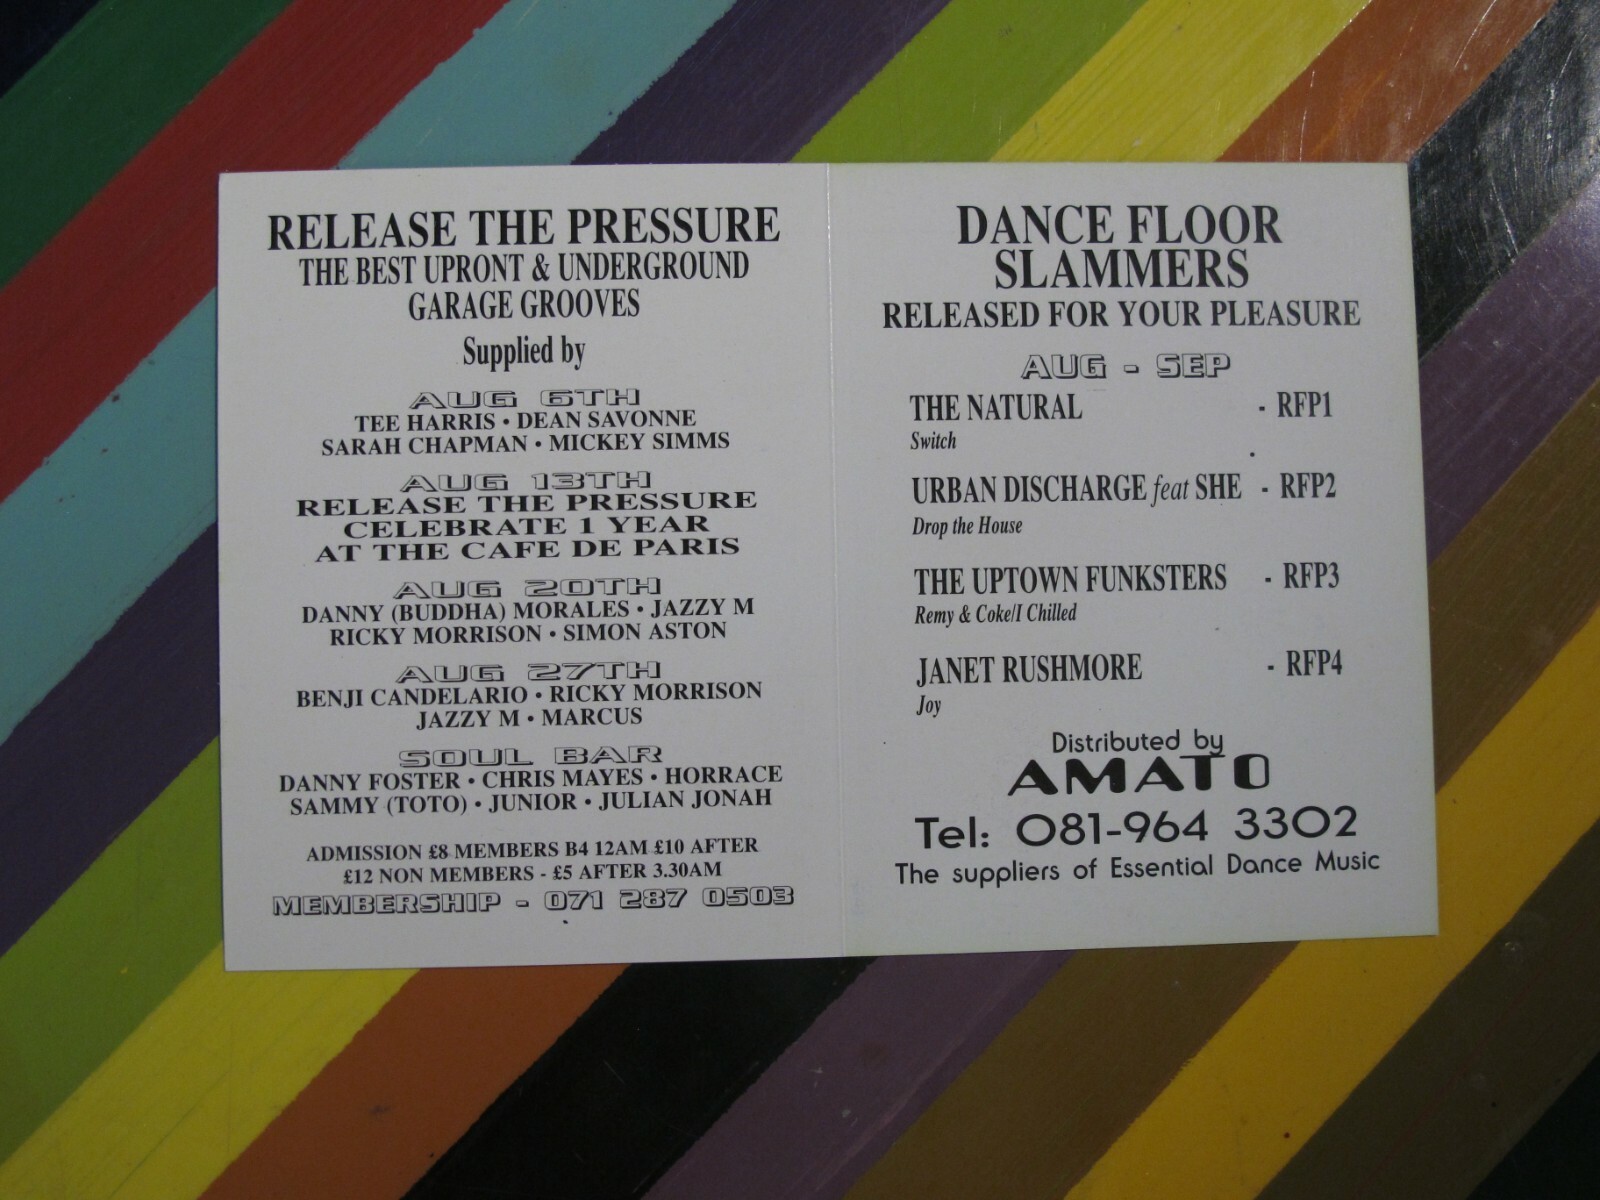 RELEASE THE PRESSURE
THE BEST UPRONT & UNDERGROUND
GARAGE GROOVES
Supplied by
AUG 6TH
TEE HARRIS • DEAN SAVONNE
SARAH CHAPMAN • MICKEY SIMMS
AUG 13TH
RELEASE THE PRESSURE
CELEBRATE 1 YEAR
AT THE CAFE DE PARIS
AUG 20TH
DANNY (BUDDHA) MORALES • JAZZY M
RICKY MORRISON • SIMON ASTON
AUG 27TH
BENJI CANDELARIO • RICKY MORRISON
JAZZY M • MARCUS
SOUL BAR
DANNY FOSTER • CHRIS MAYES • HORRACE
SAMMY (TOTO) • JUNIOR • JULIAN JONAH
ADMISSION £8 MEMBERS B4 12AM £10 AFTER
£12 NON MEMBERS - £5 AFTER 3.30AM
MEMBERSHIP - 071 287 0503
DANCE FLOOR
SLAMMERS
RELEASED FOR YOUR PLEASURE
AUG - SEP
THE NATURAL - RFP1
Switch
URBAN DISCHARGE feat SHE - RFP2
Drop the House
THE UPTOWN FUNKSTERS - RFP3
Remy & Coke/I Chilled
JANET RUSHMORE - RFP4
Joy
Distributed by
AMATO
Tel: 081-964 3302
The suppliers of Essential Dance Music